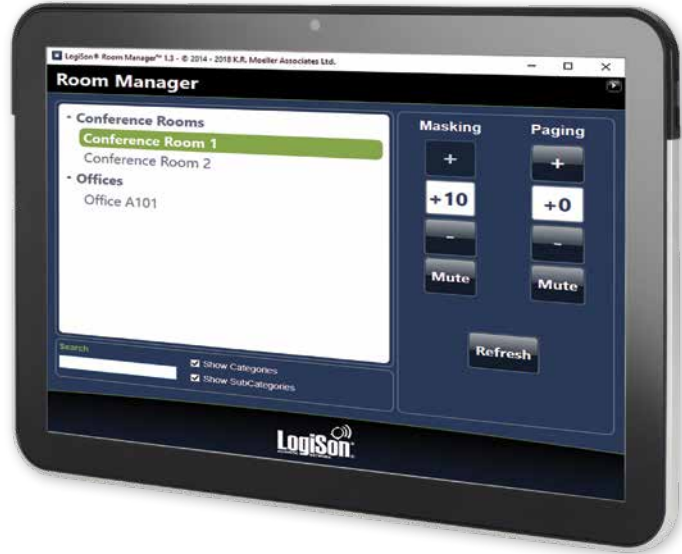 LogiSon® Room Manager™ 1.3 - © 2014 - 2018 K.R. Moeller Associates Ltd.
Room Manager
- Conference Rooms
Conference Room 1
Conference Room 2
- Offices
Office A101
Masking
Paging
+
+
+10
+0
-
-
Mute
Mute
Refresh
Search
Show Categories
Show SubCategories
LogiSon